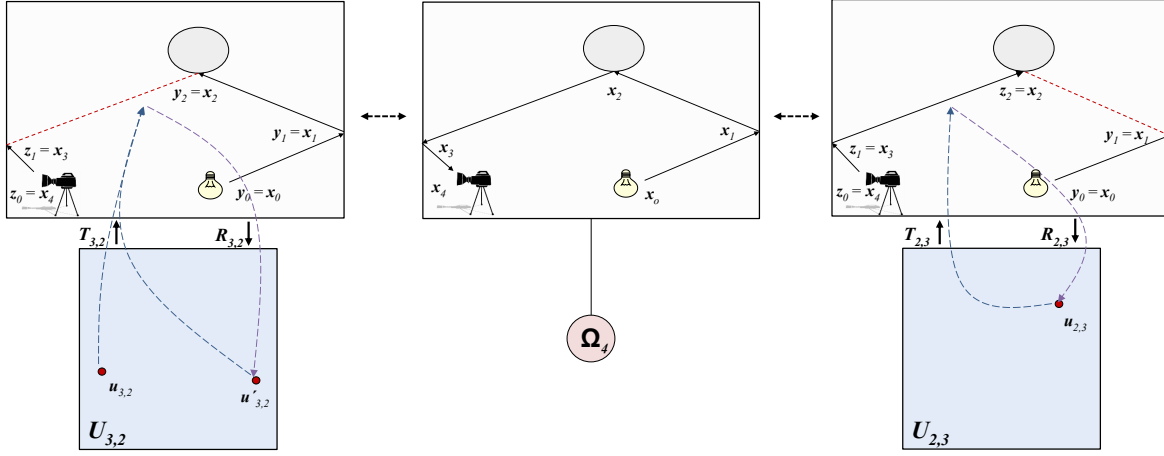 y₂ = x₂
y₁ = x₁
z₁ = x₃
z₀ = x₄
y₀ = x₀
T₃,₂
R₃,₂
u₃,₂
u´₃,₂
U₃,₂
x₂
x₁
x₃
x₄
xₒ
Ω₄
z₂ = x₂
y₁ = x₁
z₁ = x₃
z₀ = x₄
y₀ = x₀
T₂,₃
R₂,₃
u₂,₃
U₂,₃